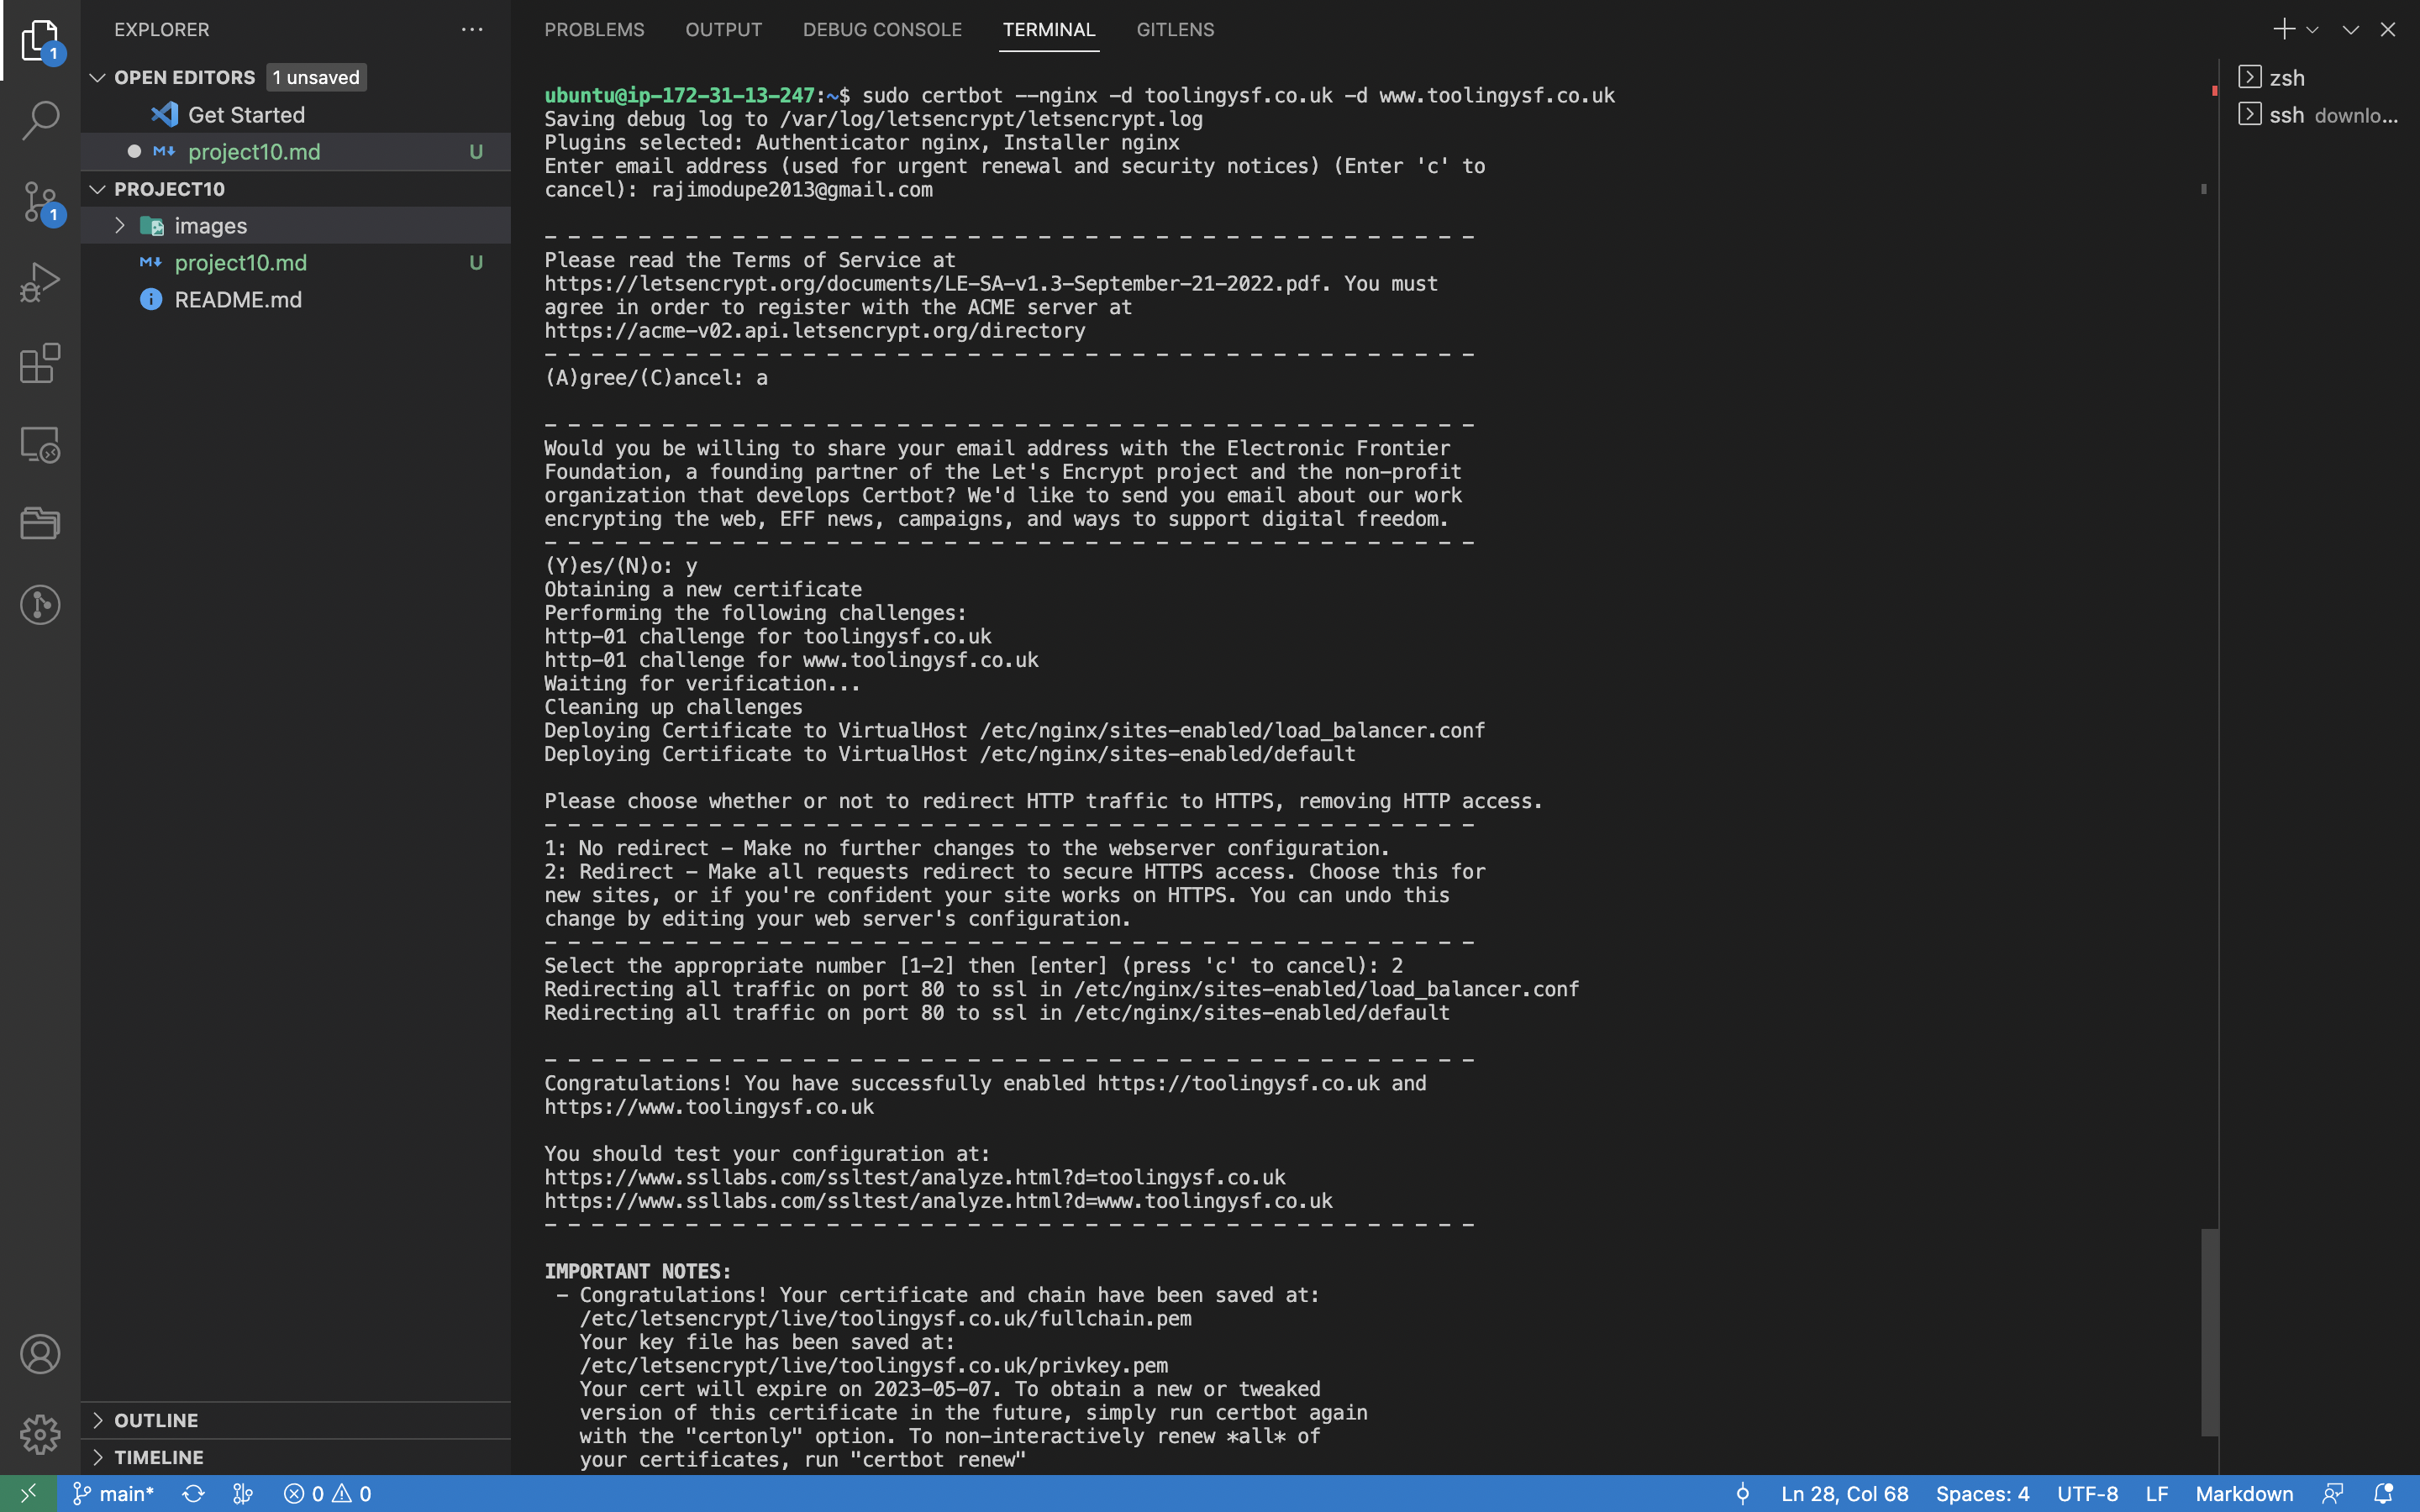 EXPLORER
OPEN EDITORS 1 unsaved
Get Started
project10.md U
PROJECT10
images
project10.md U
README.md
OUTLINE
TIMELINE
1
1
PROBLEMS OUTPUT DEBUG CONSOLE TERMINAL GITLENS
ubuntu@ip-172-31-13-247:~$ sudo certbot --nginx -d toolingysf.co.uk -d www.toolingysf.co.uk
Saving debug log to /var/log/letsencrypt/letsencrypt.log
Plugins selected: Authenticator nginx, Installer nginx
Enter email address (used for urgent renewal and security notices) (Enter 'c' to
cancel): rajimodupe2013@gmail.com
- - - - - - - - - - - - - - - - - - - - - - - - - - - - - - - - - - - - - - - -
Please read the Terms of Service at
https://letsencrypt.org/documents/LE-SA-v1.3-September-21-2022.pdf. You must
agree in order to register with the ACME server at
https://acme-v02.api.letsencrypt.org/directory
- - - - - - - - - - - - - - - - - - - - - - - - - - - - - - - - - - - - - - - -
(A)gree/(C)ancel: a
- - - - - - - - - - - - - - - - - - - - - - - - - - - - - - - - - - - - - - - -
Would you be willing to share your email address with the Electronic Frontier
Foundation, a founding partner of the Let's Encrypt project and the non-profit
organization that develops Certbot? We'd like to send you email about our work
encrypting the web, EFF news, campaigns, and ways to support digital freedom.
- - - - - - - - - - - - - - - - - - - - - - - - - - - - - - - - - - - - - - - -
(Y)es/(N)o: y
Obtaining a new certificate
Performing the following challenges:
http-01 challenge for toolingysf.co.uk
http-01 challenge for www.toolingysf.co.uk
Waiting for verification...
Cleaning up challenges
Deploying Certificate to VirtualHost /etc/nginx/sites-enabled/load_balancer.conf
Deploying Certificate to VirtualHost /etc/nginx/sites-enabled/default
Please choose whether or not to redirect HTTP traffic to HTTPS, removing HTTP access.
- - - - - - - - - - - - - - - - - - - - - - - - - - - - - - - - - - - - - - - -
1: No redirect - Make no further changes to the webserver configuration.
2: Redirect - Make all requests redirect to secure HTTPS access. Choose this for
new sites, or if you're confident your site works on HTTPS. You can undo this
change by editing your web server's configuration.
- - - - - - - - - - - - - - - - - - - - - - - - - - - - - - - - - - - - - - - -
Select the appropriate number [1-2] then [enter] (press 'c' to cancel): 2
Redirecting all traffic on port 80 to ssl in /etc/nginx/sites-enabled/load_balancer.conf
Redirecting all traffic on port 80 to ssl in /etc/nginx/sites-enabled/default
- - - - - - - - - - - - - - - - - - - - - - - - - - - - - - - - - - - - - - - -
Congratulations! You have successfully enabled https://toolingysf.co.uk and
https://www.toolingysf.co.uk
You should test your configuration at:
https://www.ssllabs.com/ssltest/analyze.html?d=toolingysf.co.uk
https://www.ssllabs.com/ssltest/analyze.html?d=www.toolingysf.co.uk
- - - - - - - - - - - - - - - - - - - - - - - - - - - - - - - - - - - - - - - -
IMPORTANT NOTES:
- Congratulations! Your certificate and chain have been saved at:
/etc/letsencrypt/live/toolingysf.co.uk/fullchain.pem
Your key file has been saved at:
/etc/letsencrypt/live/toolingysf.co.uk/privkey.pem
Your cert will expire on 2023-05-07. To obtain a new or tweaked
version of this certificate in the future, simply run certbot again
with the "certonly" option. To non-interactively renew *all* of
your certificates, run "certbot renew"
zsh
ssh downlo...
main* 0 0 Ln 28, Col 68 Spaces: 4 UTF-8 LF Markdown